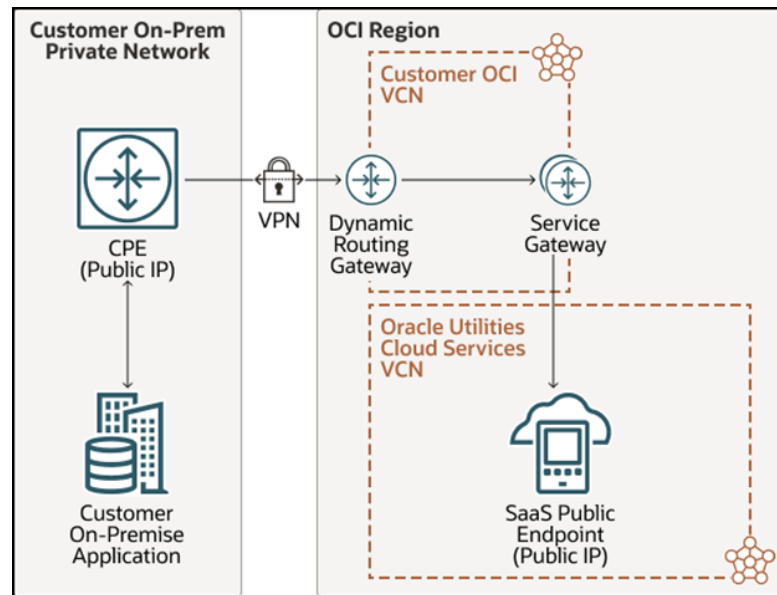 Customer On-Prem
Private Network
OCI Region
Customer OCI
VCN
CPE
(Public IP)
VPN
Dynamic
Routing
Gateway
Service
Gateway
Oracle Utilities
Cloud Services
VCN
Customer
On-Premise
Application
SaaS Public
Endpoint
(Public IP)